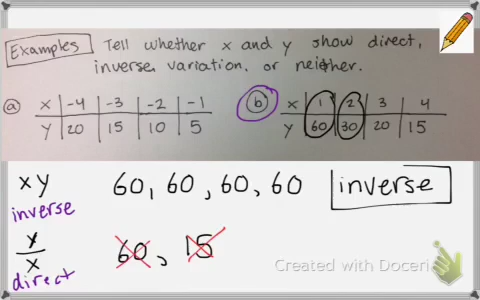 Examples Tell whether x and y show direct,
inverse, variation, or neither.
a x -4 -3 -2 -1
y 20 15 10 5
b x 1 2 3 4
y 60 30 20 15
xy 60, 60, 60, 60 inverse
inverse
y/x 60, 15
direct
Created with Doceri